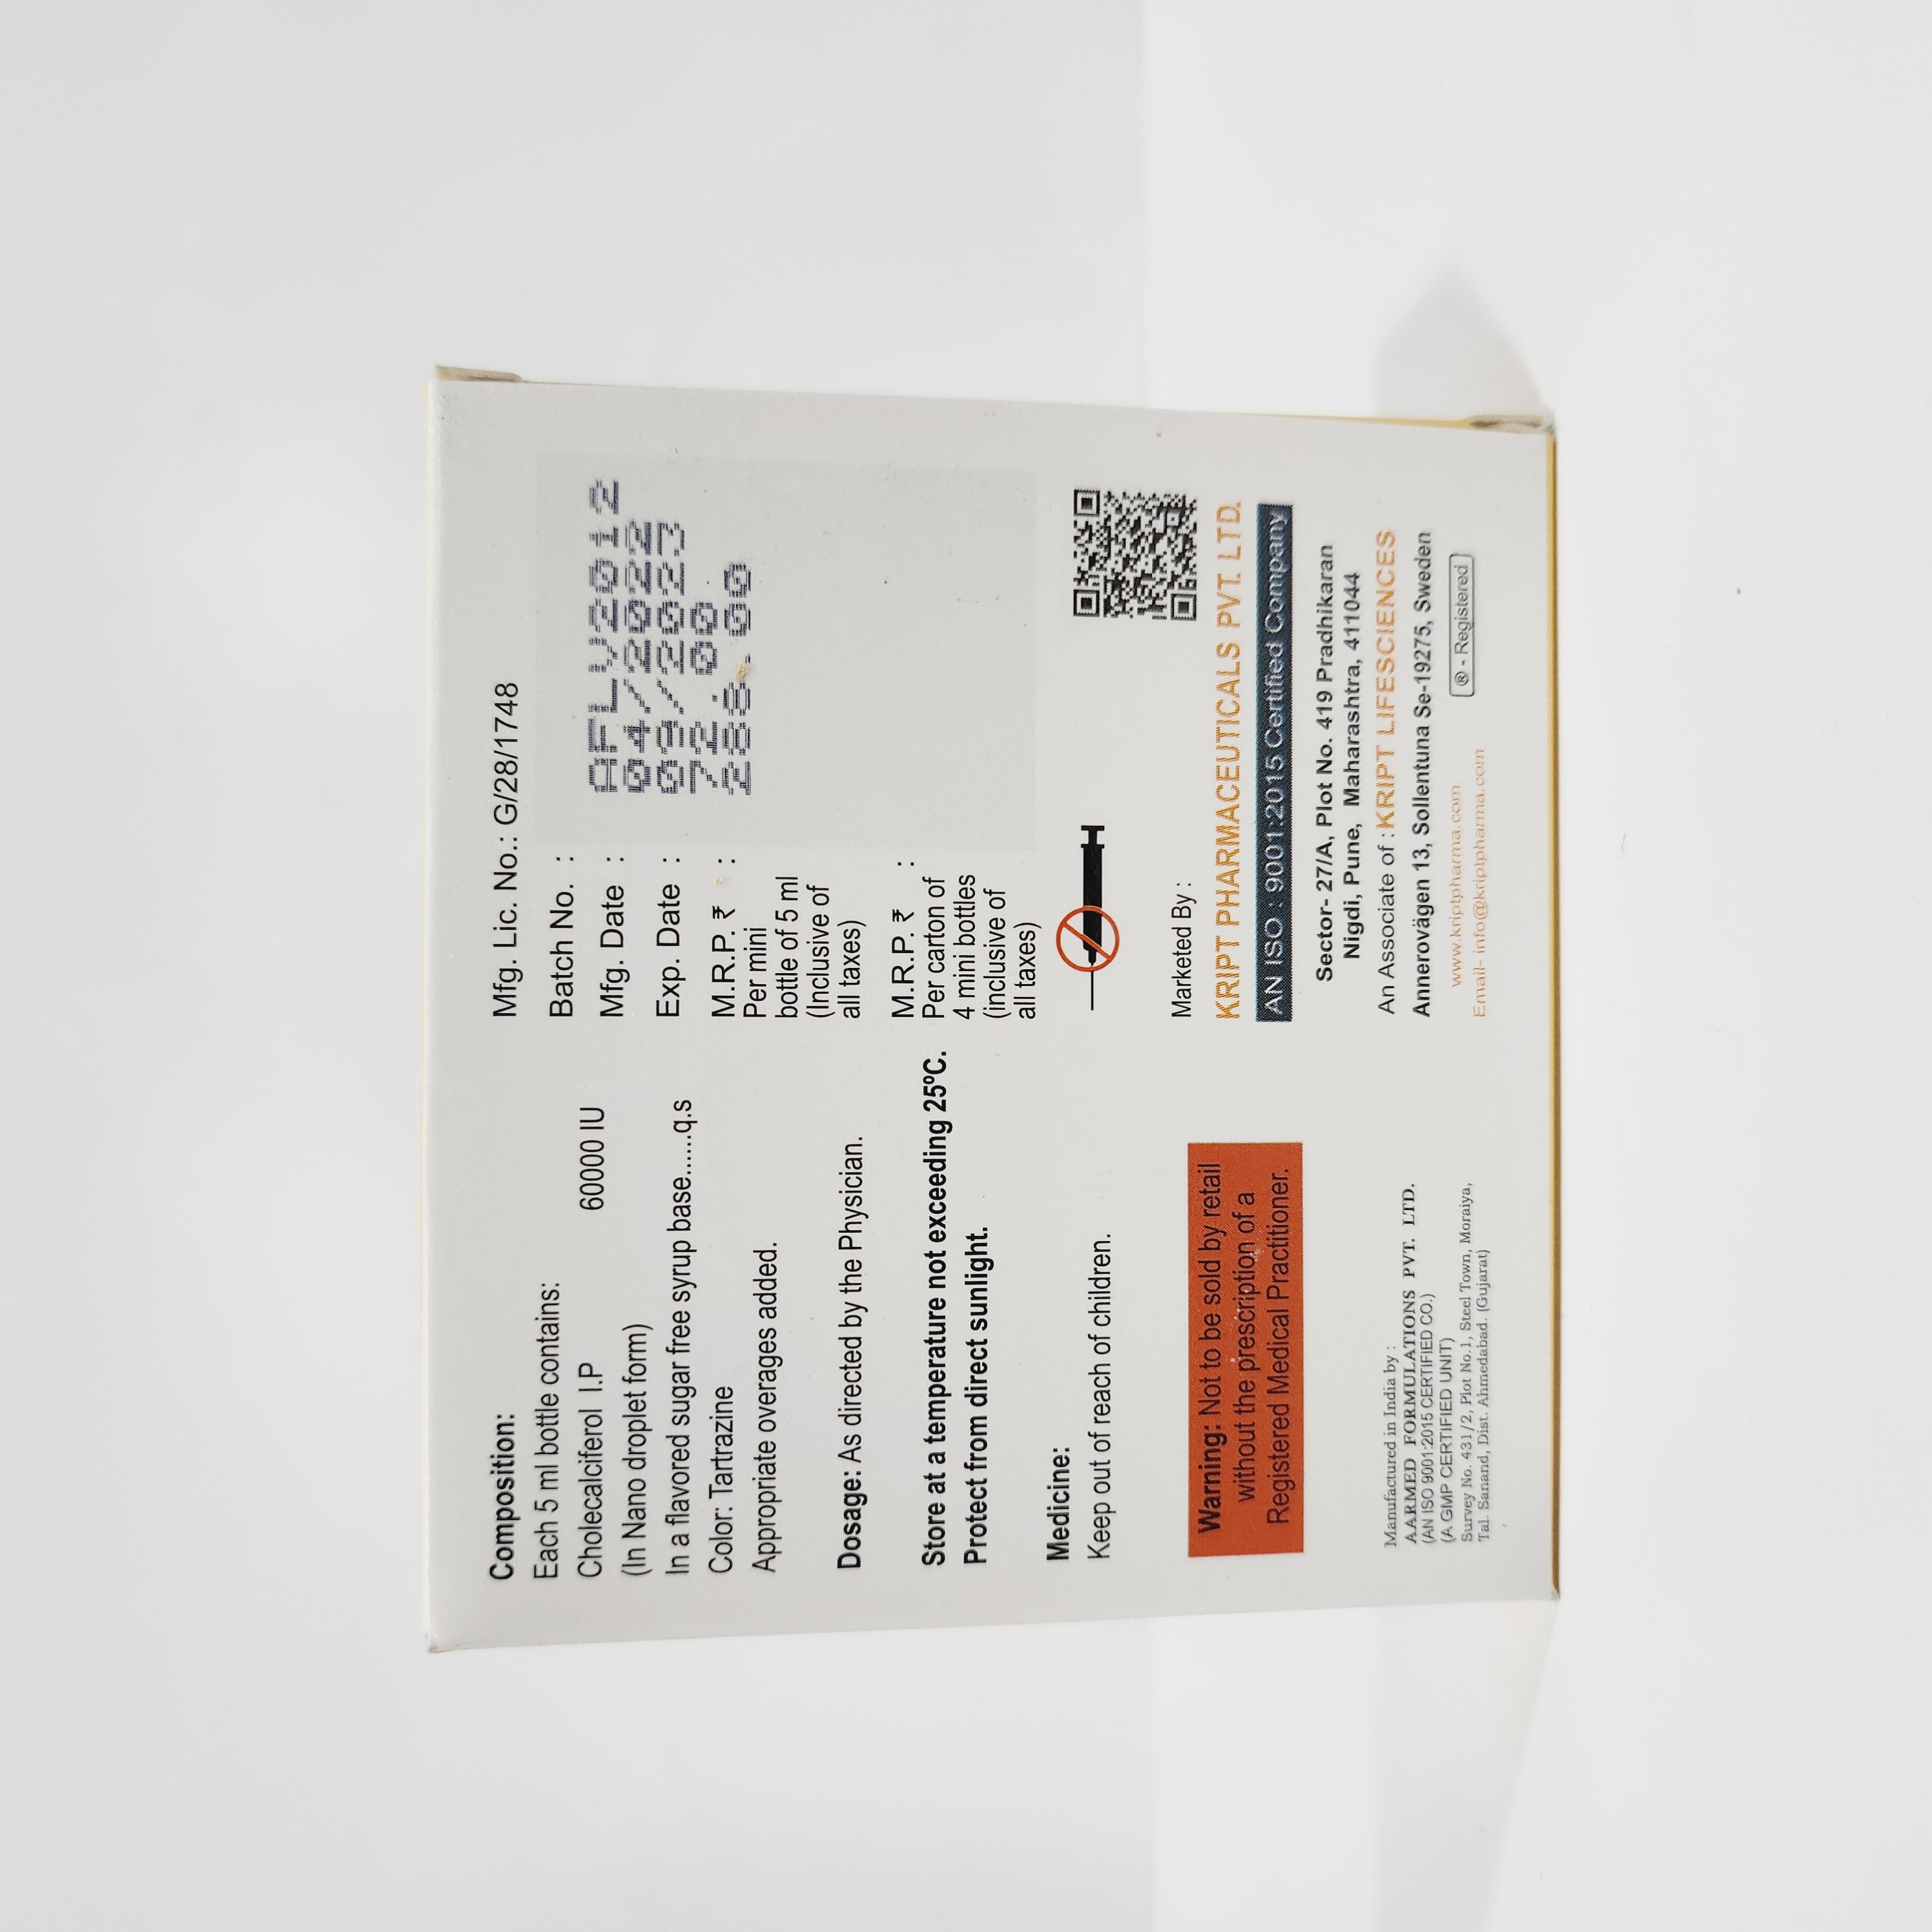 Composition:
Each 5 ml bottle contains:
Cholecalciferol I.P 60000 IU
(In Nano droplet form)
In a flavored sugar free syrup base......q.s
Color: Tartrazine
Appropriate overages added.
Dosage: As directed by the Physician.
Store at a temperature not exceeding 25ºC.
Protect from direct sunlight.
Medicine:
Keep out of reach of children.
Warning: Not to be sold by retail
without the prescription of a
Registered Medical Practitioner.
Manufactured in India by :
AARMED FORMULATIONS PVT. LTD.
(AN ISO 9001:2015 CERTIFIED CO.)
(A GMP CERTIFIED UNIT)
Survey No. 431/2, Plot No.1, Steel Town, Moraiya,
Tal. Sanand, Dist. Ahmedabad. (Gujarat)
Mfg. Lic. No.: G/28/1748
Batch No. :
Mfg. Date :
Exp. Date :
M.R.P. ₹ :
Per mini
bottle of 5 ml
(Inclusive of
all taxes)
M.R.P. ₹ :
Per carton of
4 mini bottles
(inclusive of
all taxes)
AFLV2012
04/2022
09/2023
72.00
288.00
Marketed By :
KRIPT PHARMACEUTICALS PVT. LTD.
AN ISO : 9001:2015 Certified Company
Sector- 27/A, Plot No. 419 Pradhikaran
Nigdi, Pune, Maharashtra, 411044
An Associate of : KRIPT LIFESCIENCES
Annerovägen 13, Sollentuna Se-19275, Sweden
www.kriptpharma.com
Email- info@kriptpharma.com
® - Registered